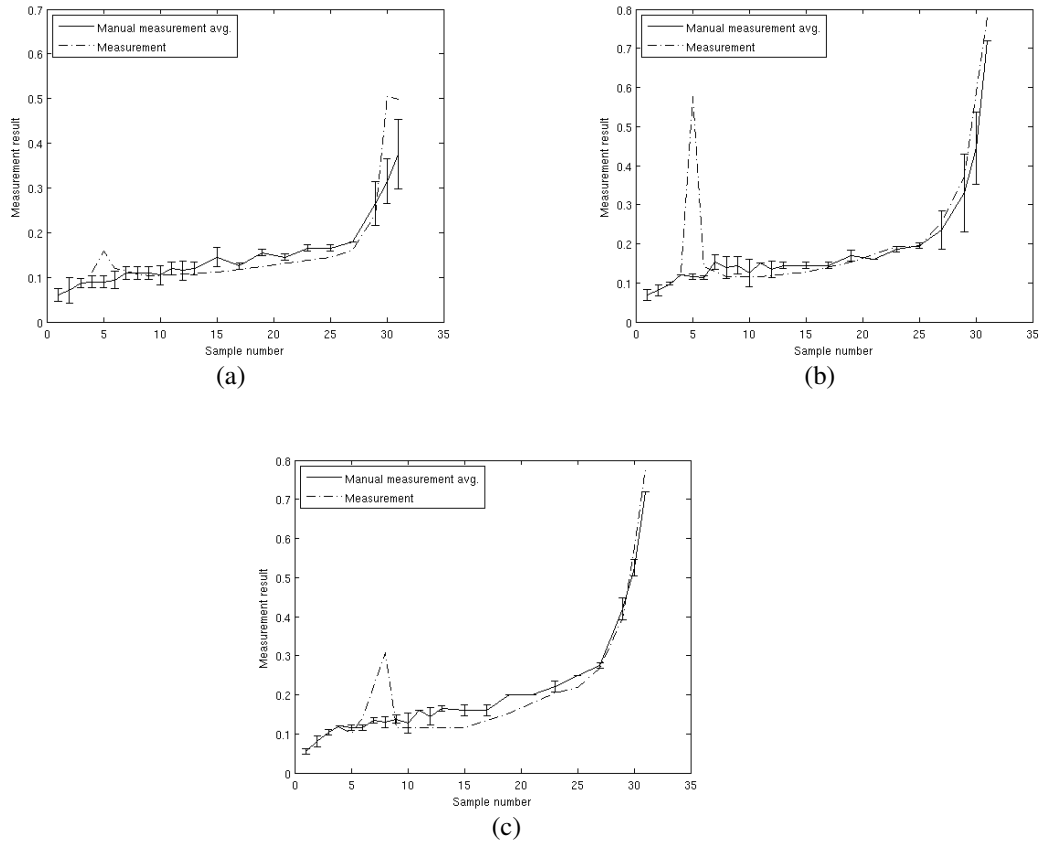 0.7
0.6
0.5
0.4
0.3
0.2
0.1
0
Measurement result
Manual measurement avg.
Measurement
0 5 10 15 20 25 30 35
Sample number
(a)
0.8
0.7
0.6
0.5
0.4
0.3
0.2
0.1
0
Measurement result
Manual measurement avg.
Measurement
0 5 10 15 20 25 30 35
Sample number
(b)
0.8
0.7
0.6
0.5
0.4
0.3
0.2
0.1
0
Measurement result
Manual measurement avg.
Measurement
0 5 10 15 20 25 30 35
Sample number
(c)